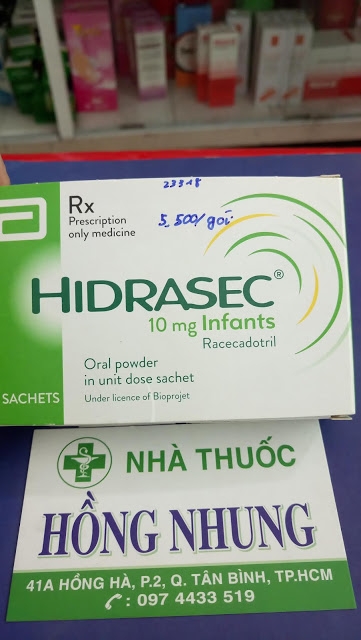 23318
Rx
Prescription
only medicine
5.500/gói
HIDRASEC®
10 mg Infants
Racecadotril
Oral powder
in unit dose sachet
SACHETS
Under licence of Bioprojet
NHÀ THUỐC
HỒNG NHUNG
41A HỒNG HÀ, P.2, Q. TÂN BÌNH, TP.HCM
: 097 4433 519